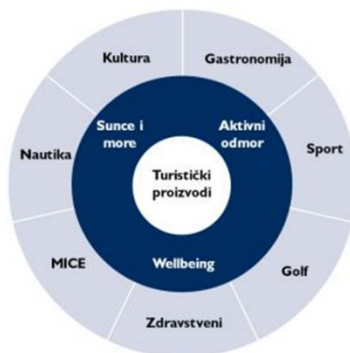 Kultura
Gastronomija
Sunce i
more
Aktivni
odmor
Nautika
Sport
Turistički
proizvodi
MICE
Wellbeing
Golf
Zdravstveni